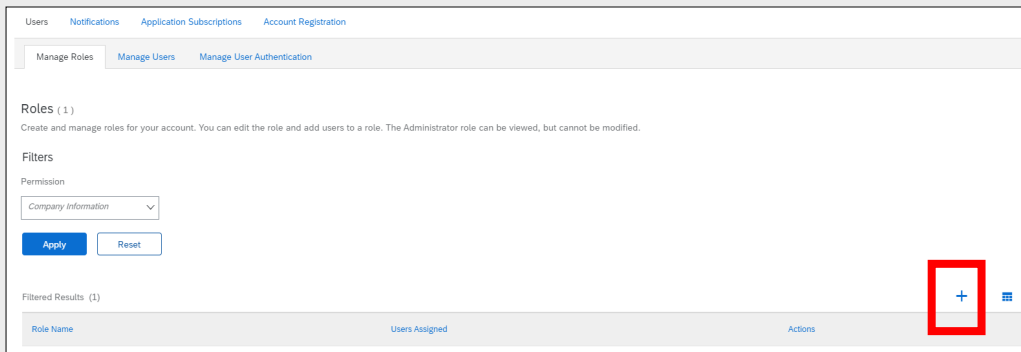 Users Notifications Application Subscriptions Account Registration
Manage Roles Manage Users Manage User Authentication
Roles (1)
Create and manage roles for your account. You can edit the role and add users to a role. The Administrator role can be viewed, but cannot be modified.
Filters
Permission
Company Information
Apply Reset
Filtered Results (1)
Role Name Users Assigned Actions